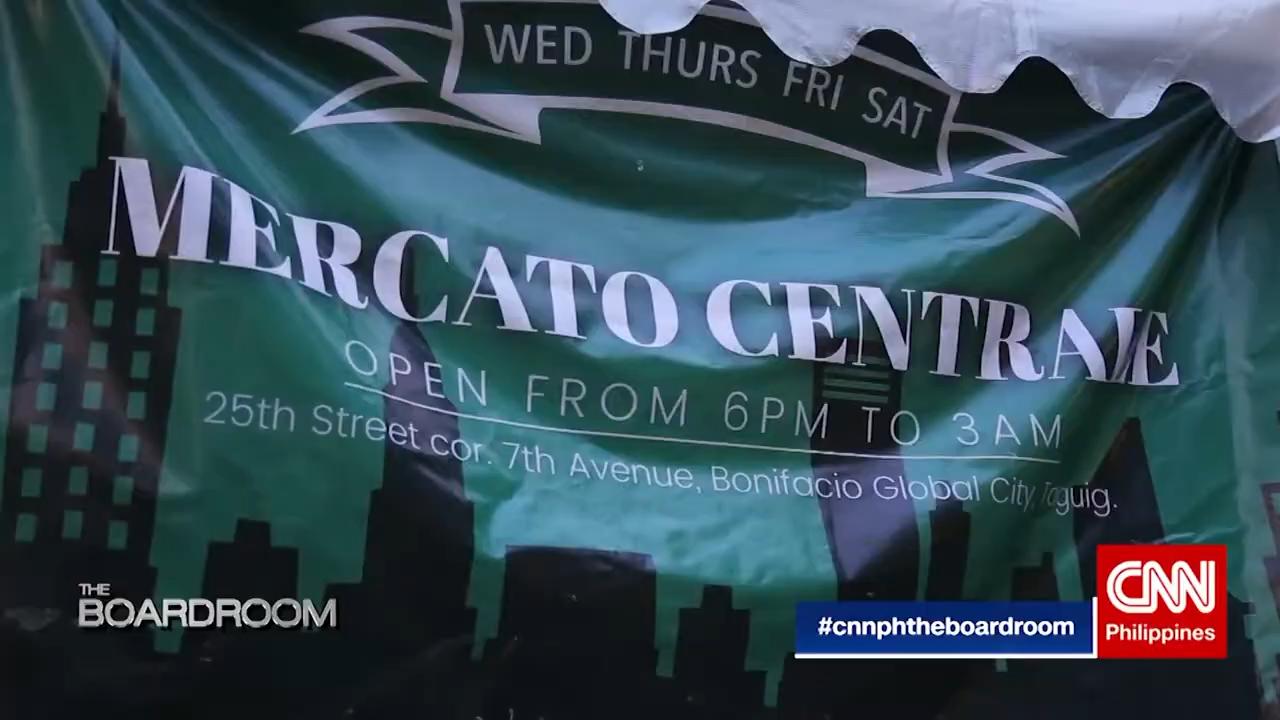 WED THURS FRI SAT
MERCATO CENTRALE
OPEN FROM 6PM TO 3AM
25th Street cor. 7th Avenue, Bonifacio Global City, Taguig.
THE
BOARDROOM
#cnnphtheboardroom
CNN
Philippines